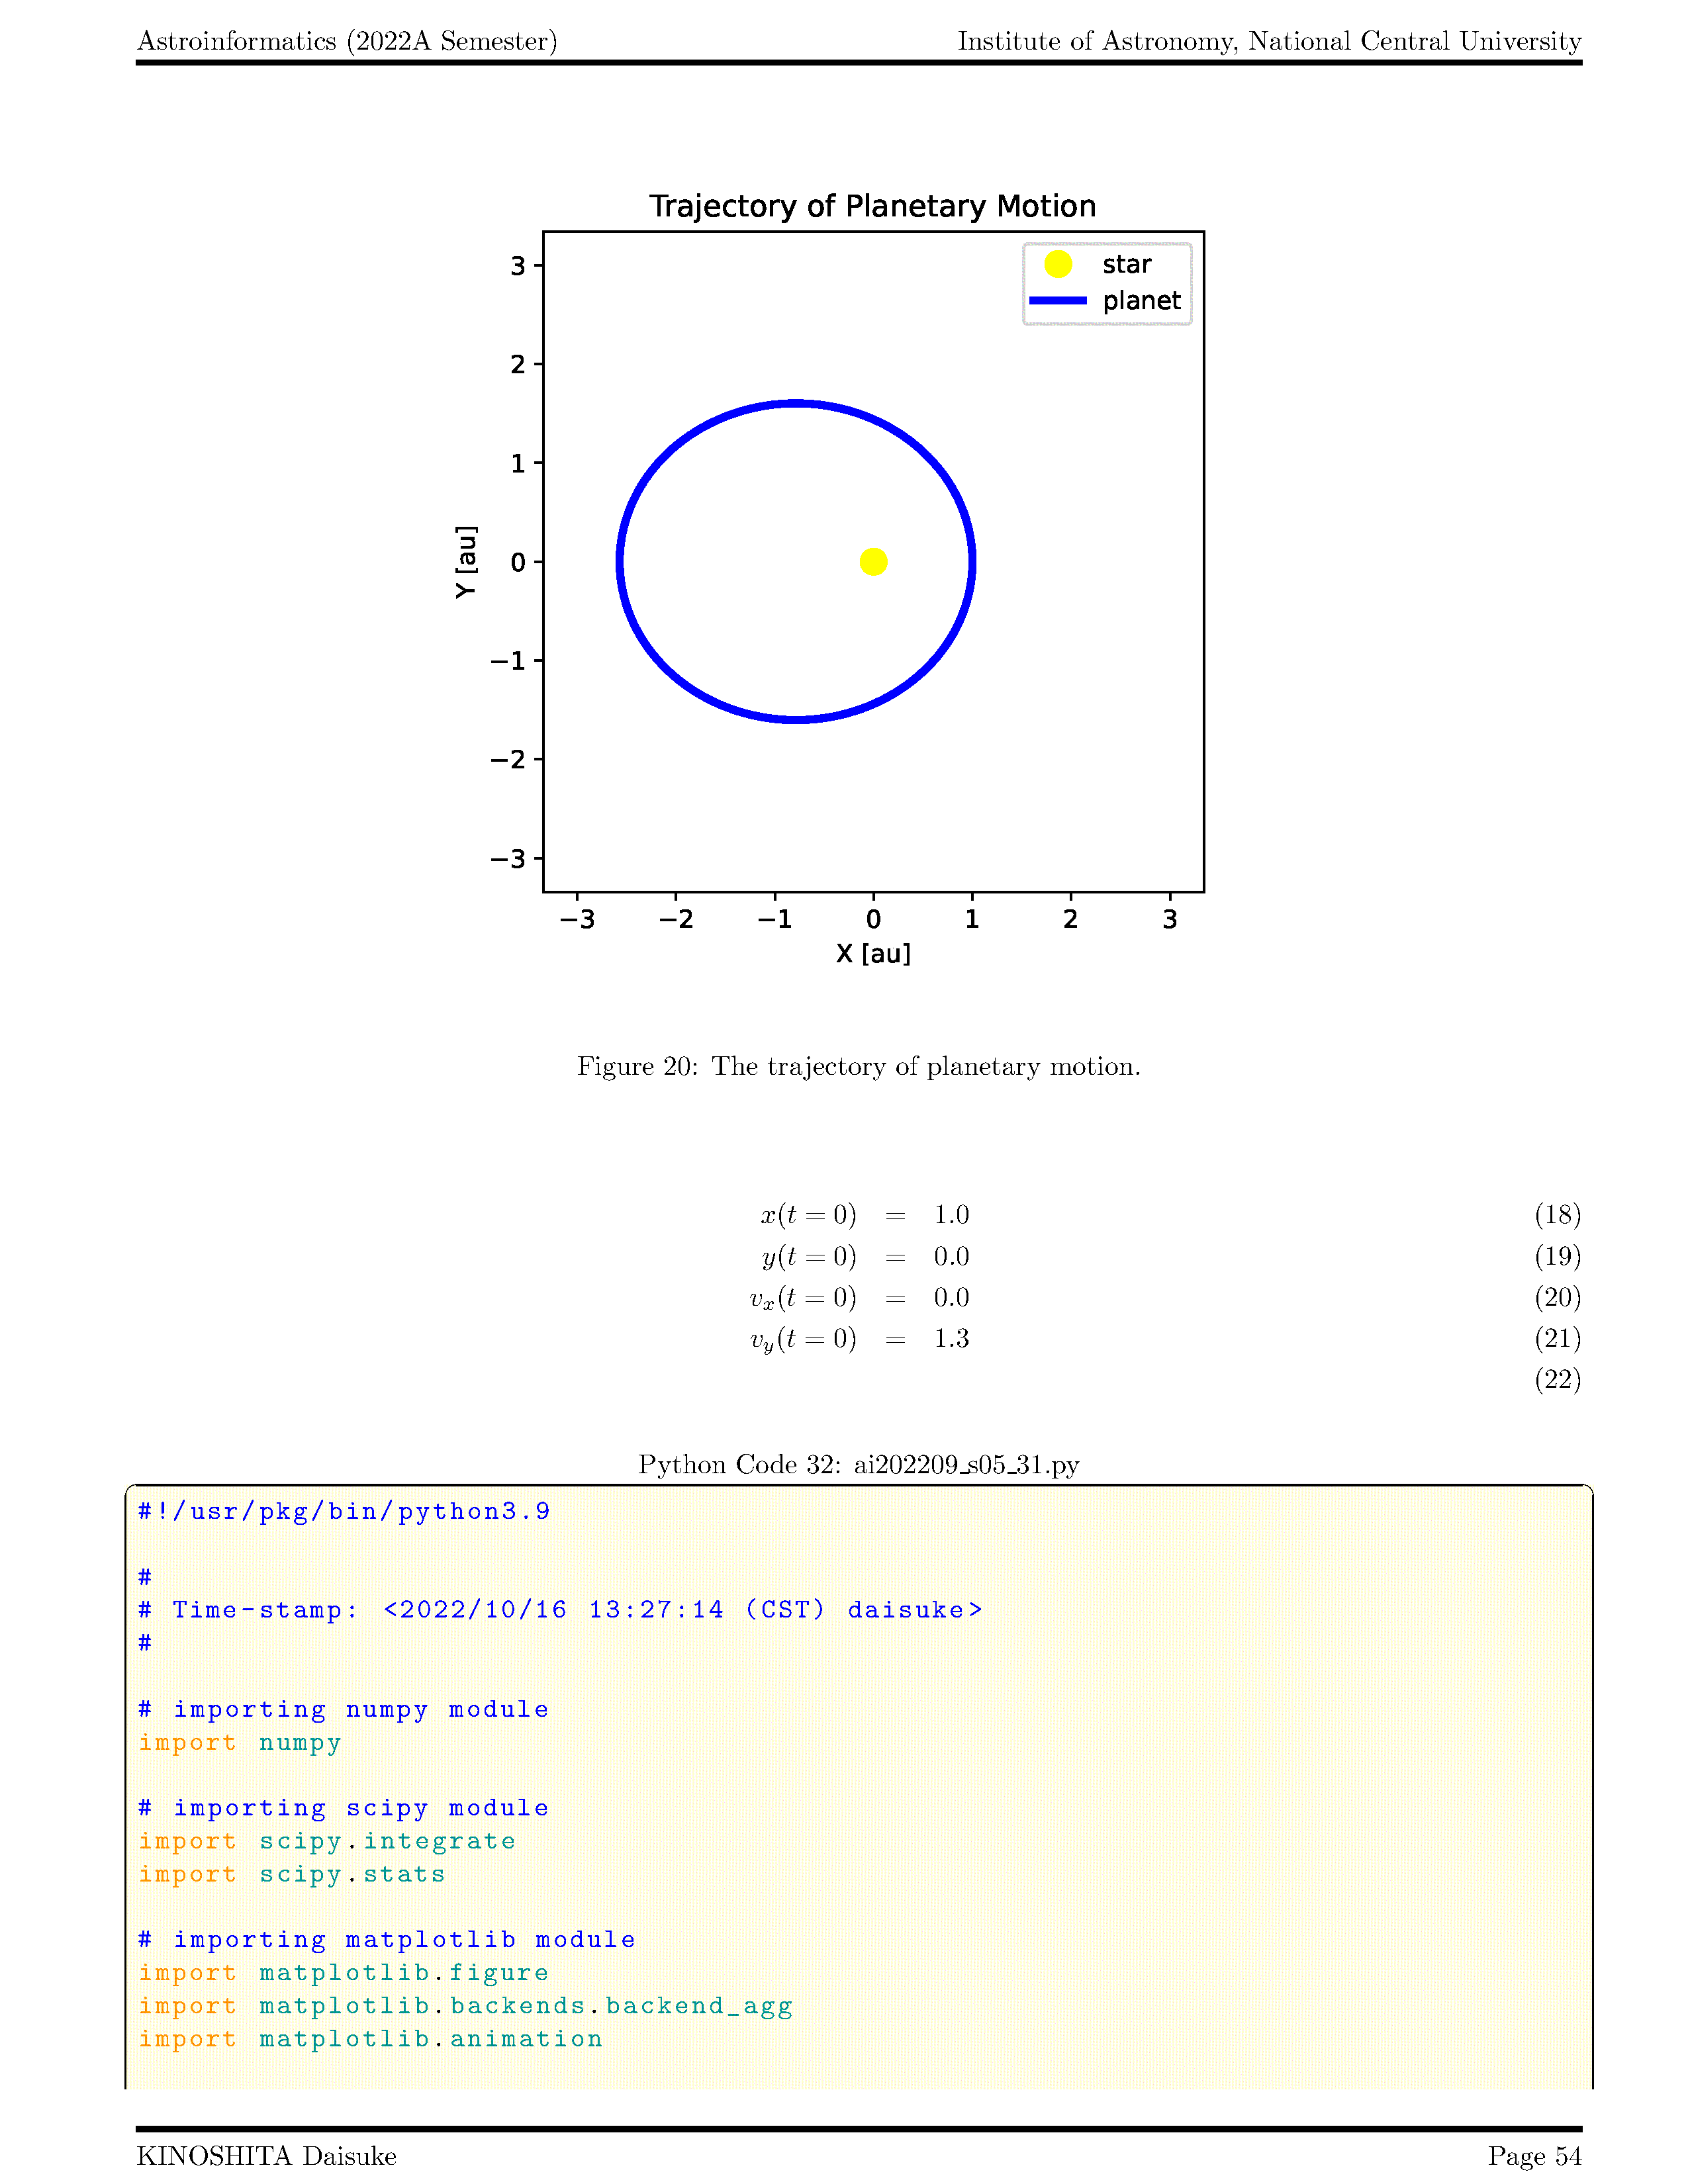 Astroinformatics (2022A Semester) Institute of Astronomy, National Central University
Trajectory of Planetary Motion
star
planet
3
2
1
0
−1
−2
−3
Y [au]
−3 −2 −1 0 1 2 3
X [au]
Figure 20: The trajectory of planetary motion.
x(t = 0) = 1.0 (18)
y(t = 0) = 0.0 (19)
v_x(t = 0) = 0.0 (20)
v_y(t = 0) = 1.3 (21)
(22)
Python Code 32: ai202209_s05_31.py
#!/usr/pkg/bin/python3.9
#
# Time-stamp: <2022/10/16 13:27:14 (CST) daisuke>
#
# importing numpy module
import numpy
# importing scipy module
import scipy.integrate
import scipy.stats
# importing matplotlib module
import matplotlib.figure
import matplotlib.backends.backend_agg
import matplotlib.animation
KINOSHITA Daisuke Page 54